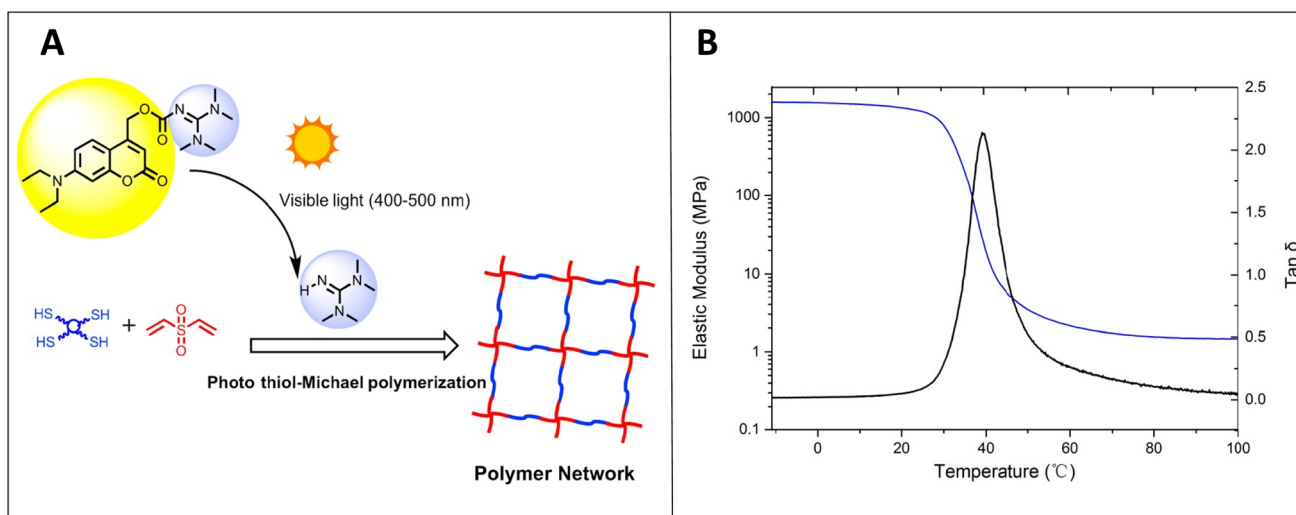 A
O
N
N
O
N
N
O
O
Visible light (400-500 nm)
H
N
N
N
HS
SH
HS
SH
+
O
S
O
Photo thiol-Michael polymerization
Polymer Network
B
Elastic Modulus (MPa)
1000
100
10
1
0.1
0
20
40
60
80
100
Temperature (℃)
2.5
2.0
1.5
1.0
0.5
0.0
Tan δ